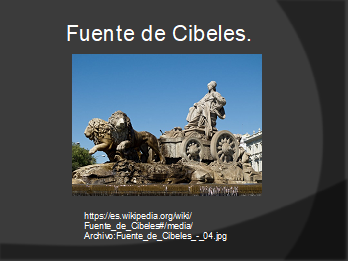 Fuente de Cibeles.
https://es.wikipedia.org/wiki/
Fuente_de_Cibeles#/media/
Archivo:Fuente_de_Cibeles_-_04.jpg